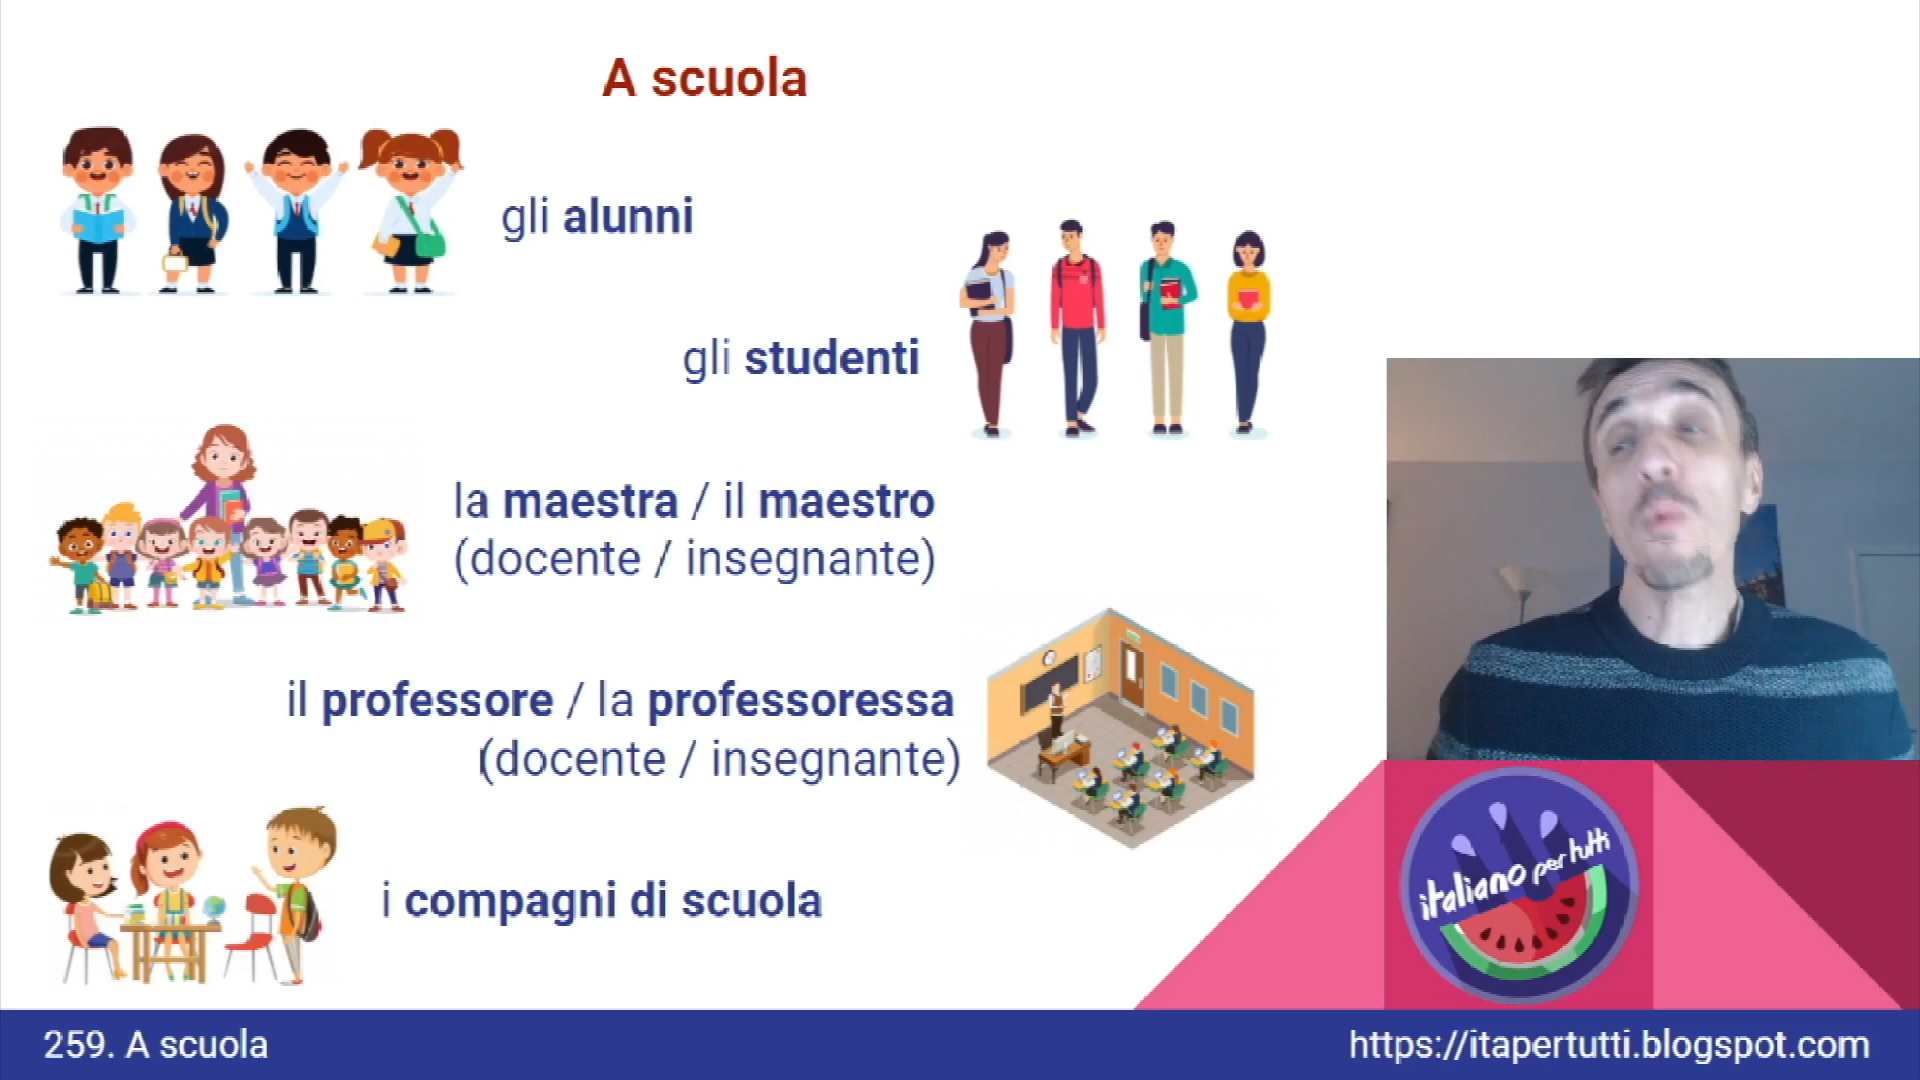 A scuola
gli alunni
gli studenti
la maestra / il maestro
(docente / insegnante)
il professore / la professoressa
(docente / insegnante)
i compagni di scuola
italiano per tutti
259. A scuola
https://itapertutti.blogspot.com